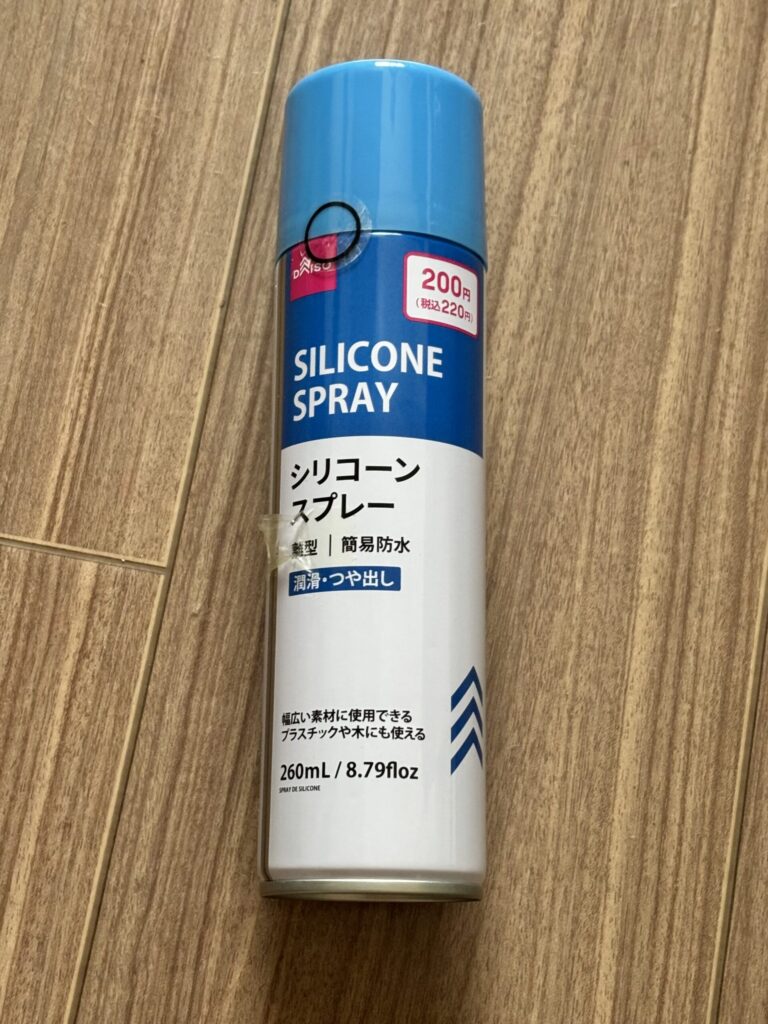 DAISO
200円
(税込220円)
SILICONE
SPRAY
シリコーン
スプレー
離型 | 簡易防水
潤滑・つや出し
幅広い素材に使用できる
プラスチックや木にも使える
260mL / 8.79floz
SPRAY DE SILICONE